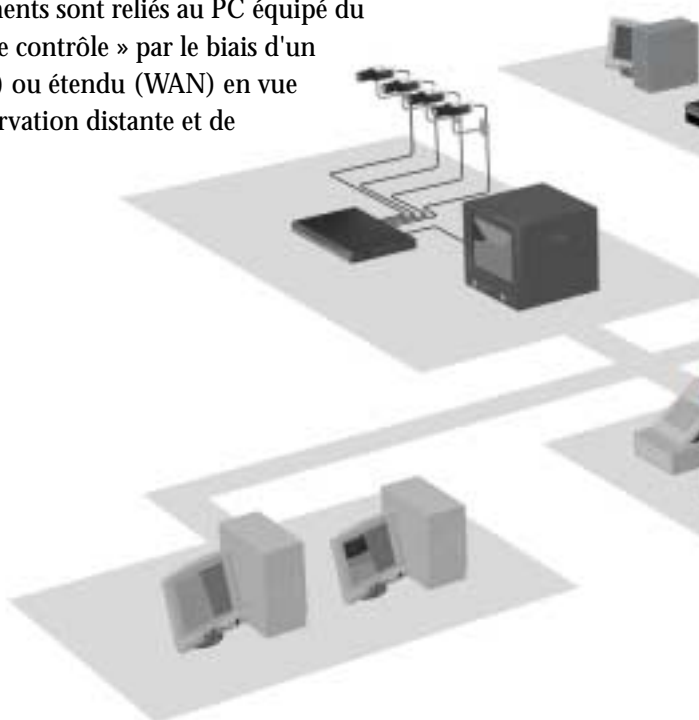 ments sont reliés au PC équipé du
e contrôle » par le biais d'un
) ou étendu (WAN) en vue
ervation distante et de